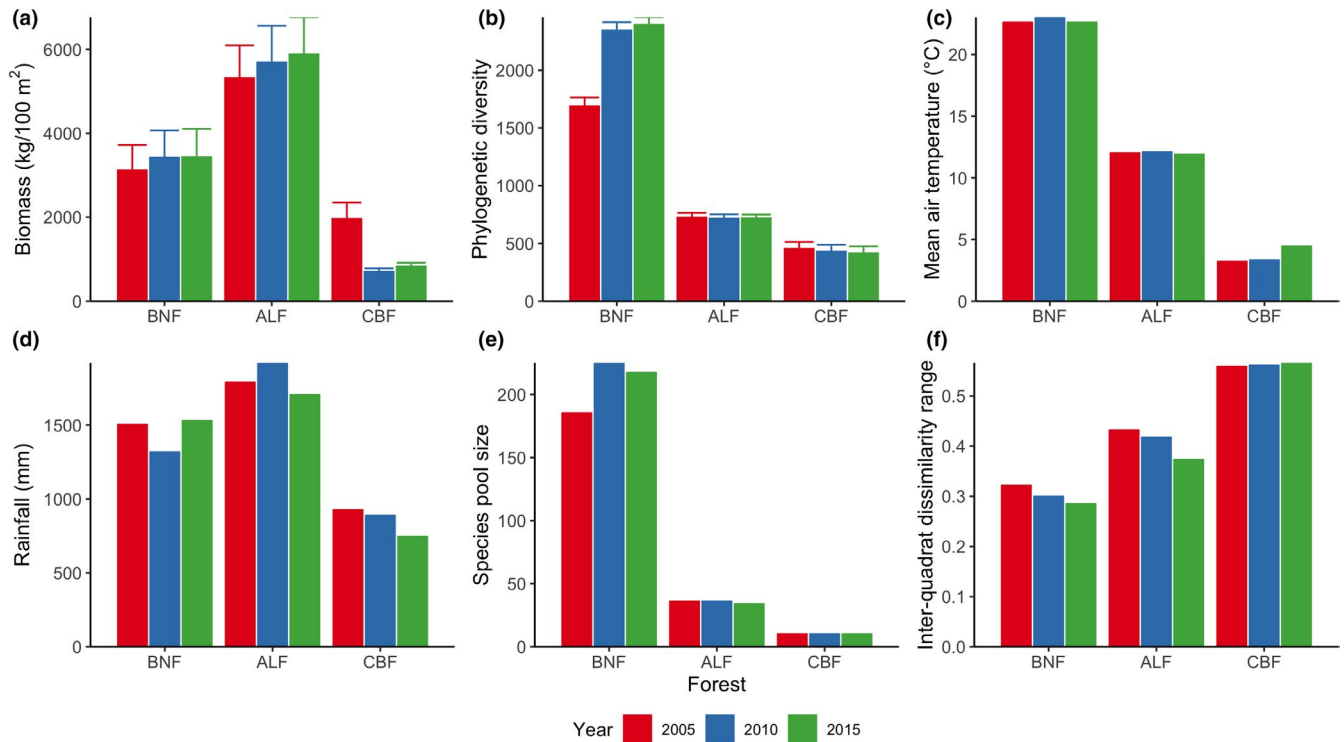 (a)
Biomass (kg/100 m²)
6000
4000
2000
0
BNF ALF CBF
(b)
Phylogenetic diversity
2000
1500
1000
500
0
BNF ALF CBF
(c)
Mean air temperature (°C)
20
15
10
5
0
BNF ALF CBF
(d)
Rainfall (mm)
1500
1000
500
0
BNF ALF CBF
(e)
Species pool size
200
150
100
50
0
BNF ALF CBF
Forest
(f)
Inter-quadrat dissimilarity range
0.5
0.4
0.3
0.2
0.1
0.0
BNF ALF CBF
Year 2005 2010 2015